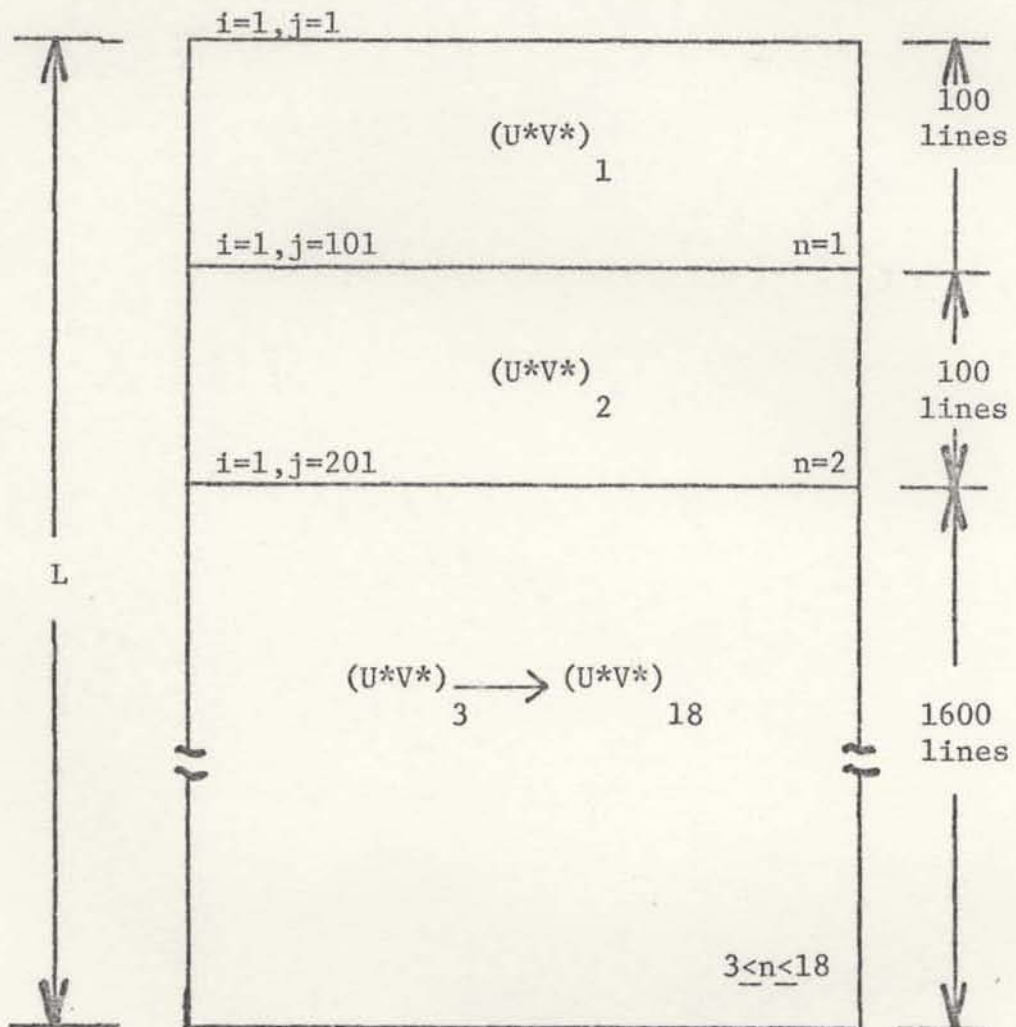 i=1,j=1
100
lines
(U*V*)
1
i=1,j=101 n=1
100
lines
(U*V*)
2
i=1,j=201 n=2
L
(U*V*) → (U*V*)
3 18
1600
lines
3≤n≤18